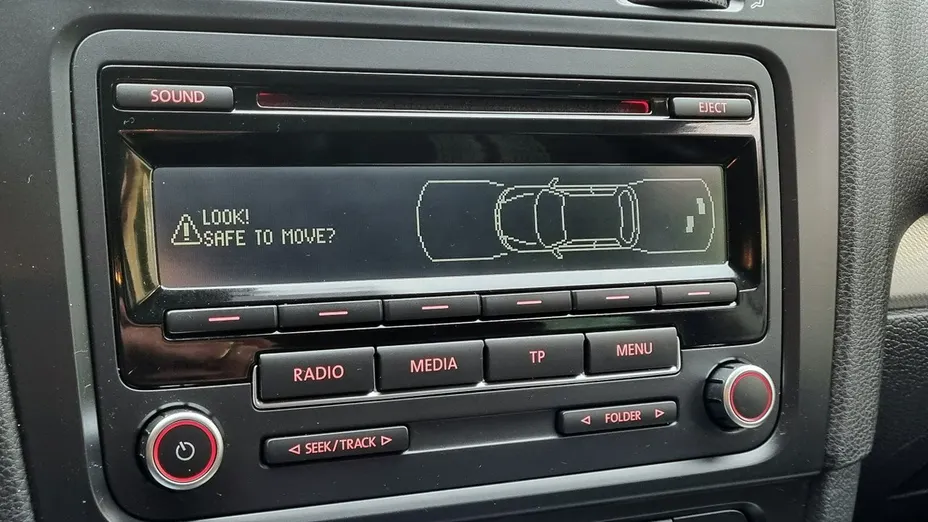 SOUND
EJECT
LOOK!
SAFE TO MOVE?
RADIO
MEDIA
TP
MENU
SEEK/TRACK
FOLDER